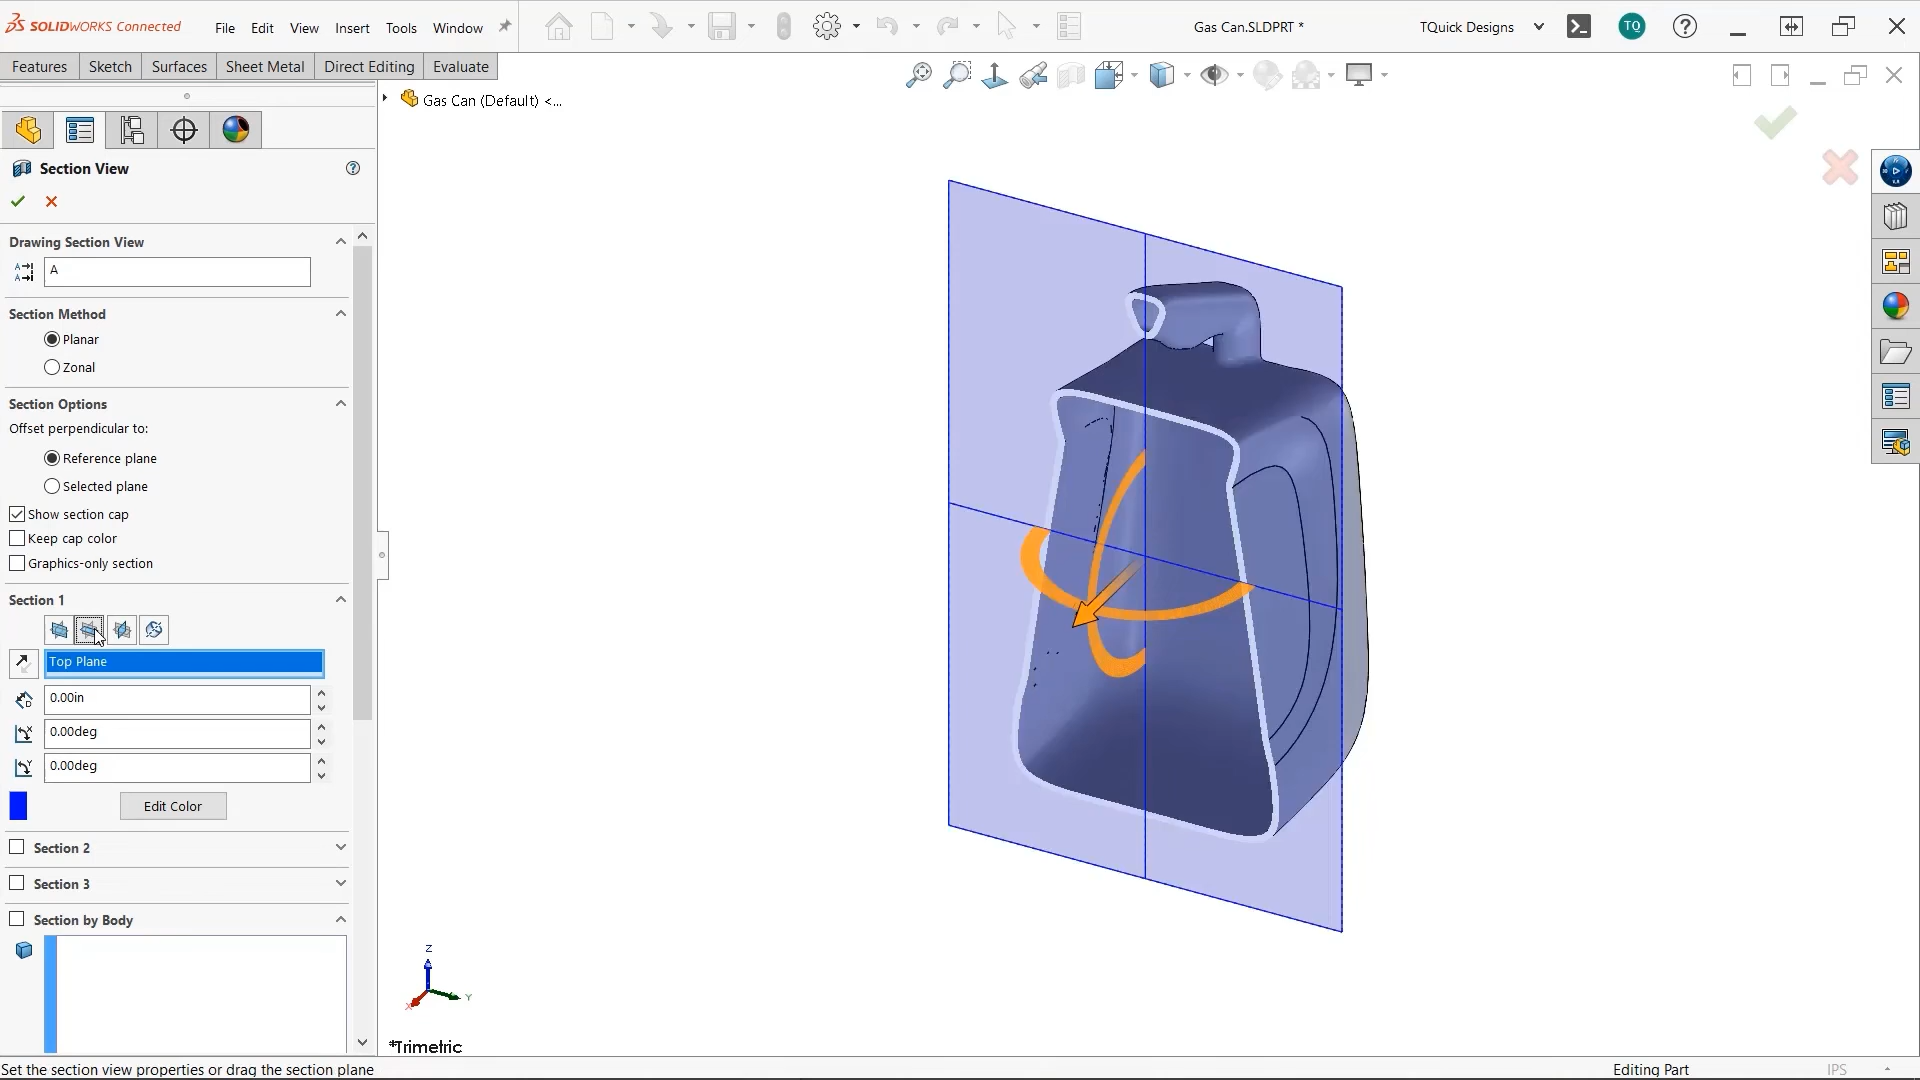 SOLIDWORKS Connected
File Edit View Insert Tools Window
Gas Can.SLDPRT *
TQuick Designs
TQ
Features Sketch Surfaces Sheet Metal Direct Editing Evaluate
Gas Can (Default) <...
Section View
Drawing Section View
A
Section Method
Planar
Zonal
Section Options
Offset perpendicular to:
Reference plane
Selected plane
Show section cap
Keep cap color
Graphics-only section
Section 1
Top Plane
0.00in
0.00deg
0.00deg
Edit Color
Section 2
Section 3
Section by Body
Z
Y
X
*Trimetric
Set the section view properties or drag the section plane
Editing Part
IPS